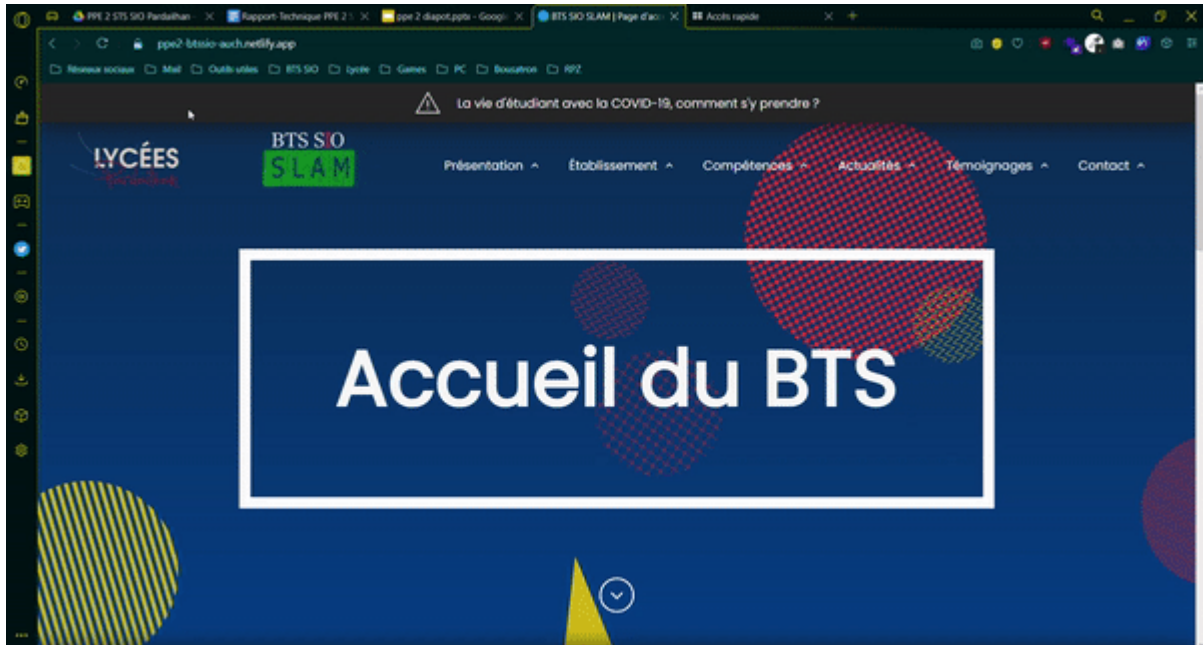 PPE 2 STS SIO Pardailhan
Rapport-Technique PPE 2
ppe 2 diapot.pptx - Googl
BTS SIO SLAM | Page d'acc
Accès rapide
ppe2-btssio-auch.netlify.app
Réseaux sociaux
Mail
Outils utiles
BTS SIO
Lycée
Games
PC
Bousatron
RPZ
La vie d'étudiant avec la COVID-19, comment s'y prendre ?
LYCÉES
BTS SIO
SLAM
Présentation
Établissement
Compétences
Actualités
Témoignages
Contact
Accueil du BTS